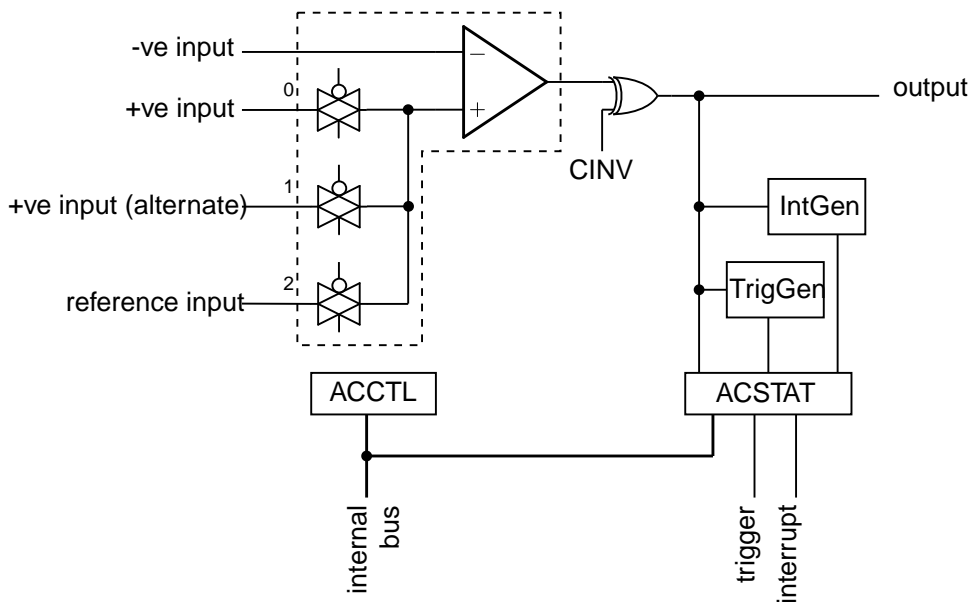 -ve input
−
output
0
+ve input
+
CINV
1
+ve input (alternate)
IntGen
2
reference input
TrigGen
ACCTL
ACSTAT
internal
bus
trigger
interrupt